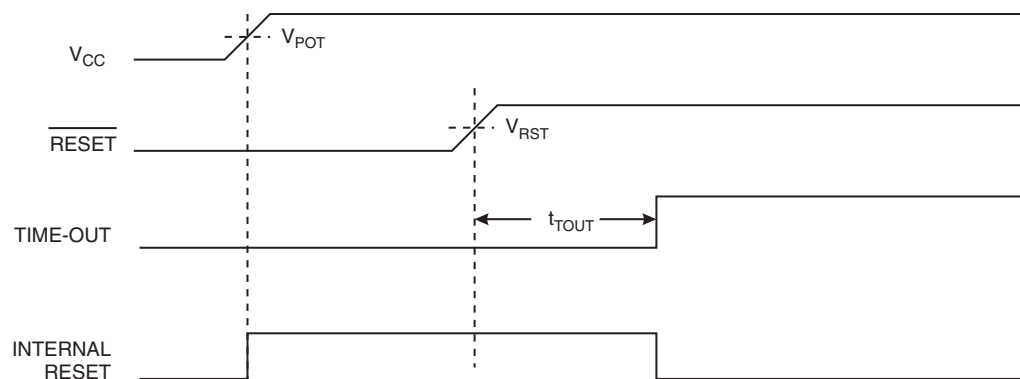 V_CC
V_POT
RESET
V_RST
TIME-OUT
t_TOUT
INTERNAL
RESET